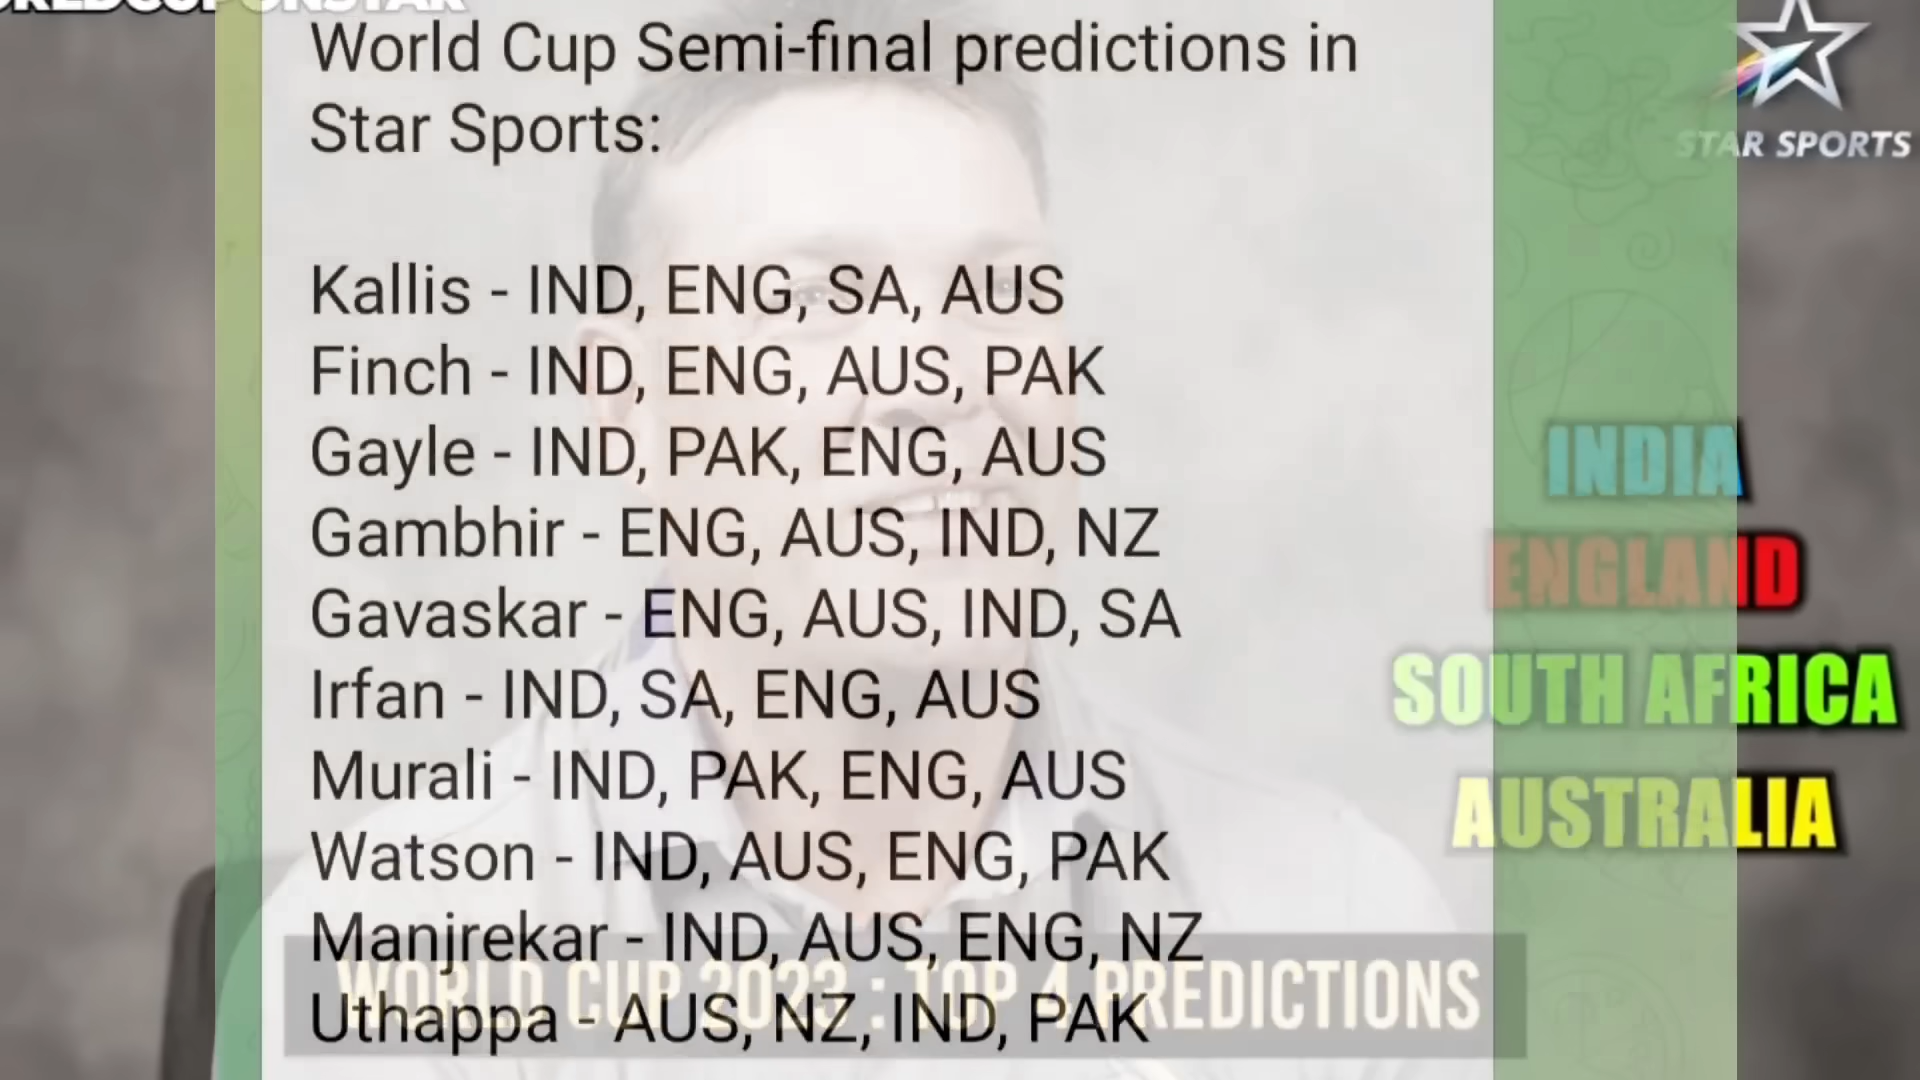 World Cup Semi-final predictions in
Star Sports:
STAR SPORTS
Kallis - IND, ENG, SA, AUS
Finch - IND, ENG, AUS, PAK
Gayle - IND, PAK, ENG, AUS
Gambhir - ENG, AUS, IND, NZ
Gavaskar - ENG, AUS, IND, SA
Irfan - IND, SA, ENG, AUS
Murali - IND, PAK, ENG, AUS
Watson - IND, AUS, ENG, PAK
Manjrekar - IND, AUS, ENG, NZ
Uthappa - AUS, NZ, IND, PAK
INDIA
ENGLAND
SOUTH AFRICA
AUSTRALIA
WORLD CUP 2023 : TOP 4 PREDICTIONS